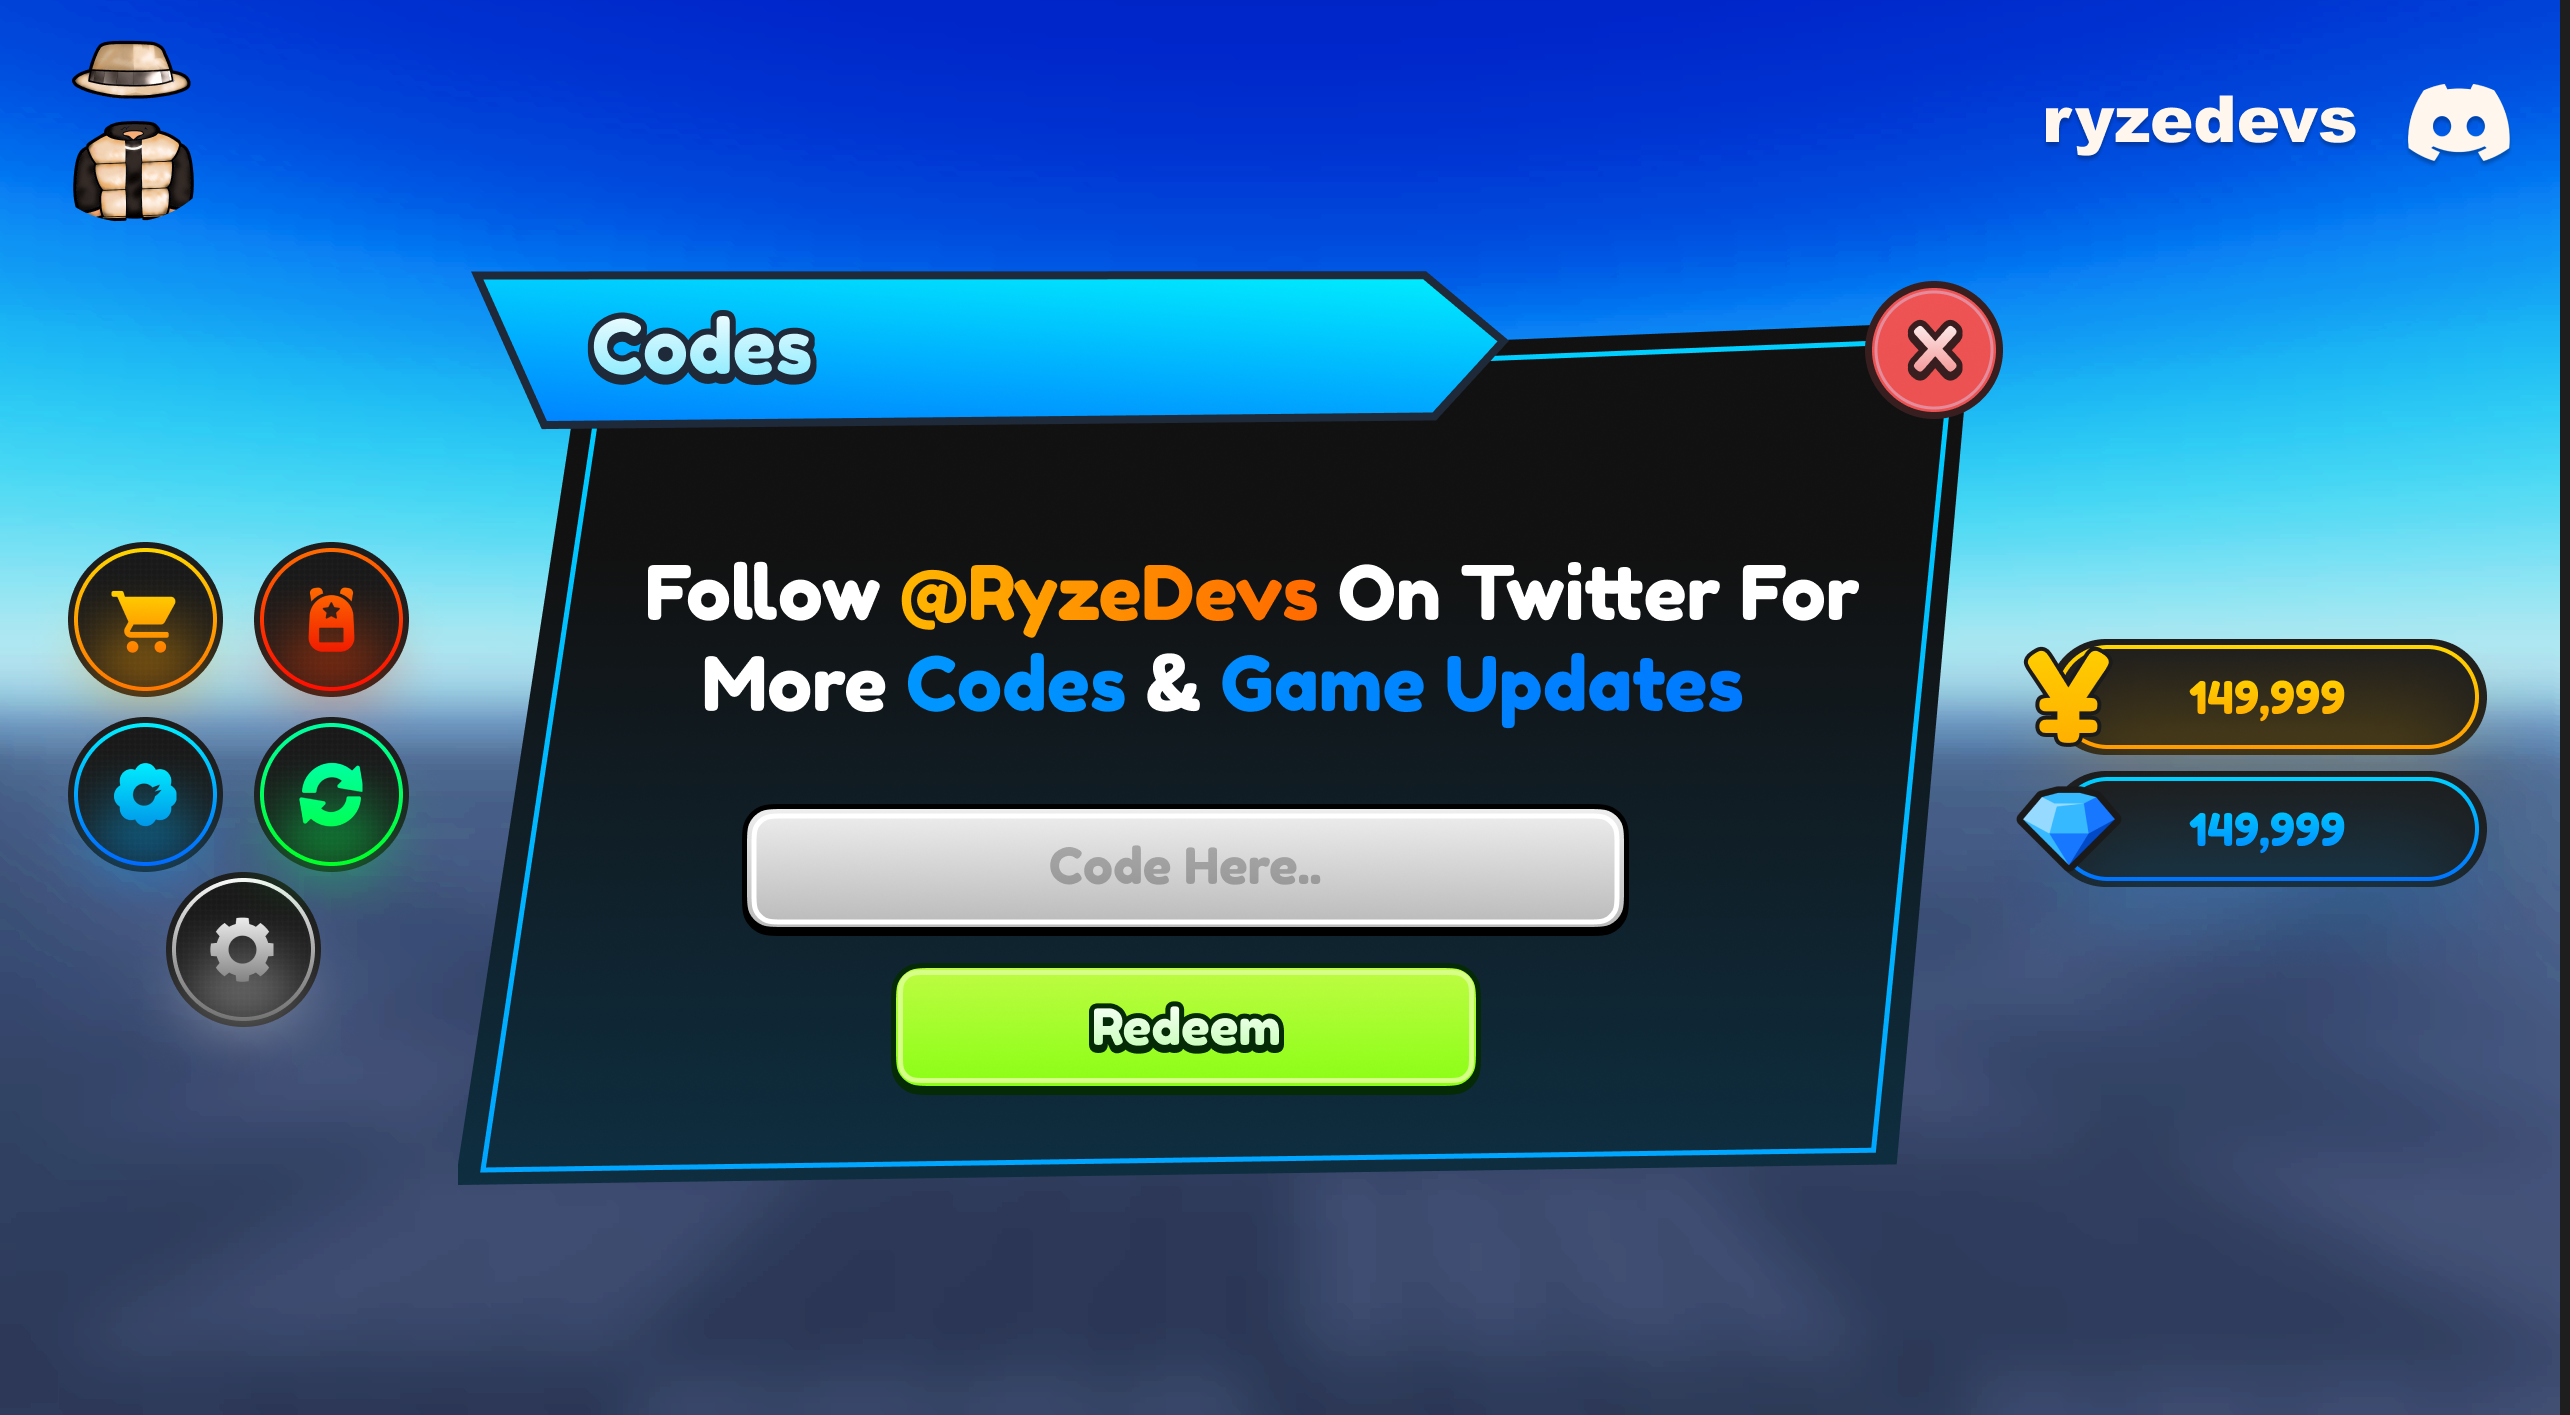 ryzedevs
Codes
Follow @RyzeDevs On Twitter For
More Codes & Game Updates
Code Here..
Redeem
149,999
149,999